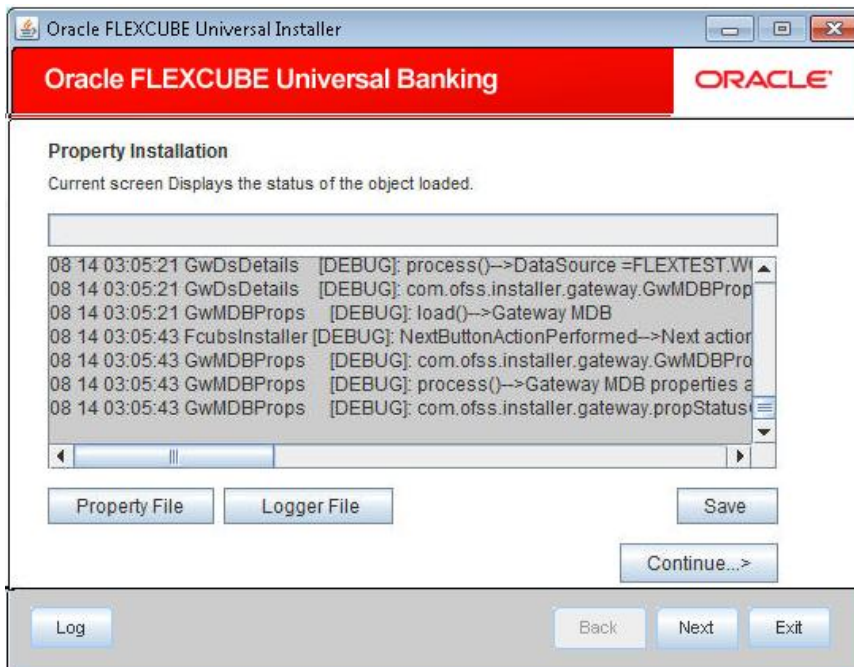 Oracle FLEXCUBE Universal Installer
Oracle FLEXCUBE Universal Banking
ORACLE
Property Installation
Current screen Displays the status of the object loaded.
08 14 03:05:21 GwDsDetails [DEBUG]: process()-->DataSource =FLEXTEST.W
08 14 03:05:21 GwDsDetails [DEBUG]: com.ofss.installer.gateway.GwMDBProp
08 14 03:05:21 GwMDBProps [DEBUG]: load()-->Gateway MDB
08 14 03:05:43 FcubsInstaller [DEBUG]: NextButtonActionPerformed-->Next action
08 14 03:05:43 GwMDBProps [DEBUG]: com.ofss.installer.gateway.GwMDBPro
08 14 03:05:43 GwMDBProps [DEBUG]: process()-->Gateway MDB properties a
08 14 03:05:43 GwMDBProps [DEBUG]: com.ofss.installer.gateway.propStatus
Property File Logger File Save
Continue...>
Log Back Next Exit